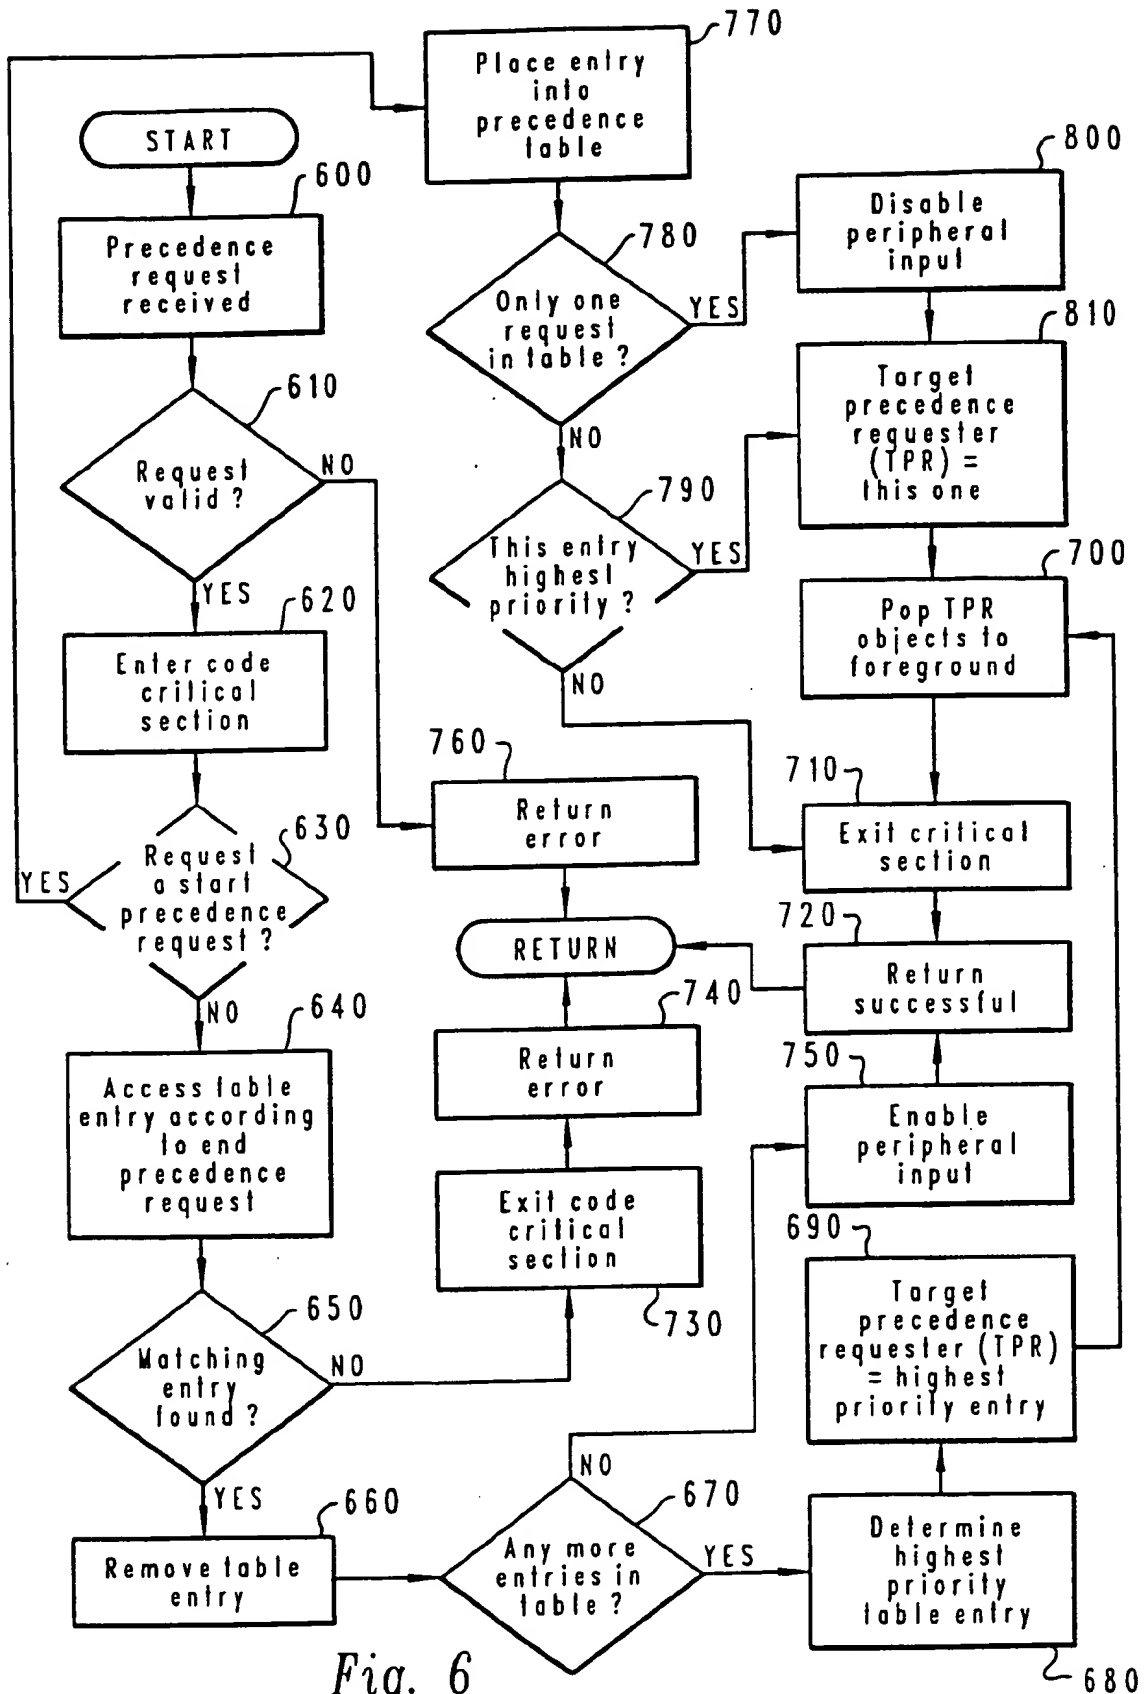 770
Place entry
into
precedence
table
START
600
Precedence
request
received
800
Disable
peripheral
input
780
Only one
request
in table ?
YES
NO
810
Target
precedence
requester
(TPR) =
this one
610
Request
valid ?
NO
YES
790
This entry
highest
priority ?
YES
NO
700
Pop TPR
objects to
foreground
620
Enter code
critical
section
760
Return
error
710
Exit critical
section
630
Request
a start
precedence
request ?
YES
NO
RETURN
720
Return
successful
740
Return
error
640
Access table
entry according
to end
precedence
request
750
Enable
peripheral
input
Exit code
critical
section
730
690
Target
precedence
requester (TPR)
= highest
priority entry
650
Matching
entry
found ?
NO
YES
660
Remove table
entry
670
Any more
entries in
table ?
NO
YES
Determine
highest
priority
table entry
680
Fig. 6